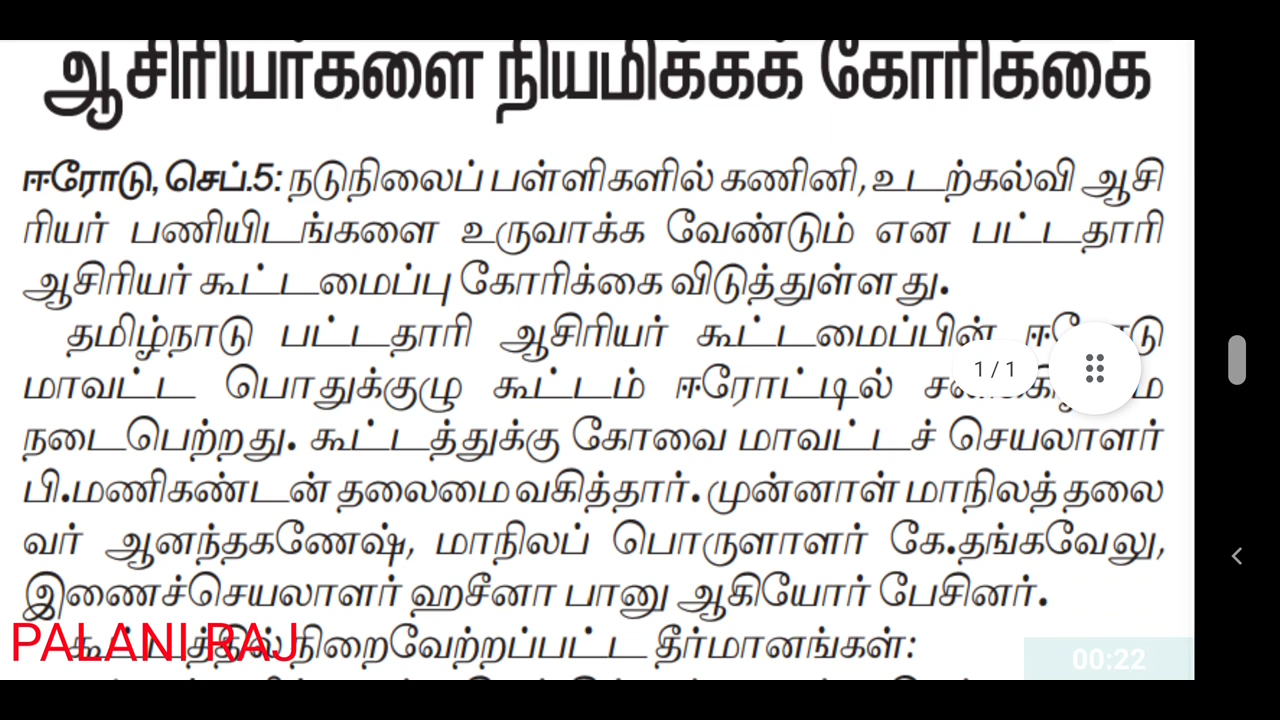 ஆசிரியர்களை நியமிக்கக் கோரிக்கை
ஈரோடு, செப்.5: நடுநிலைப் பள்ளிகளில் கணினி, உடற்கல்வி ஆசி
ரியர் பணியிடங்களை உருவாக்க வேண்டும் என பட்டதாரி
ஆசிரியர் கூட்டமைப்பு கோரிக்கை விடுத்துள்ளது.
தமிழ்நாடு பட்டதாரி ஆசிரியர் கூட்டமைப்பின் ஈரோடு
மாவட்ட பொதுக்குழு கூட்டம் ஈரோட்டில்
1 / 1
நடைபெற்றது. கூட்டத்துக்கு கோவை மாவட்டச் செயலாளர்
பி.மணிகண்டன் தலைமை வகித்தார். முன்னாள் மாநிலத் தலை
வர் ஆனந்தகணேஷ், மாநிலப் பொருளாளர் கே.தங்கவேலு,
இணைச்செயலாளர் ஹசீனா பானு ஆகியோர் பேசினர்.
கூட்டத்தில் நிறைவேற்றப்பட்ட தீர்மானங்கள்:
PALANI RAJ
00:22